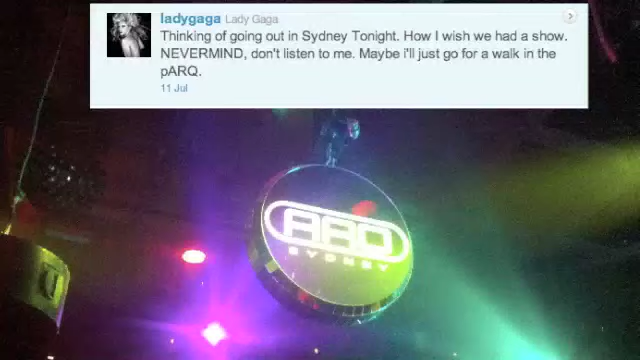 ladygaga Lady Gaga
Thinking of going out in Sydney Tonight. How I wish we had a show.
NEVERMIND, don't listen to me. Maybe i'll just go for a walk in the
pARQ.
11 Jul
ARQ
SYDNEY